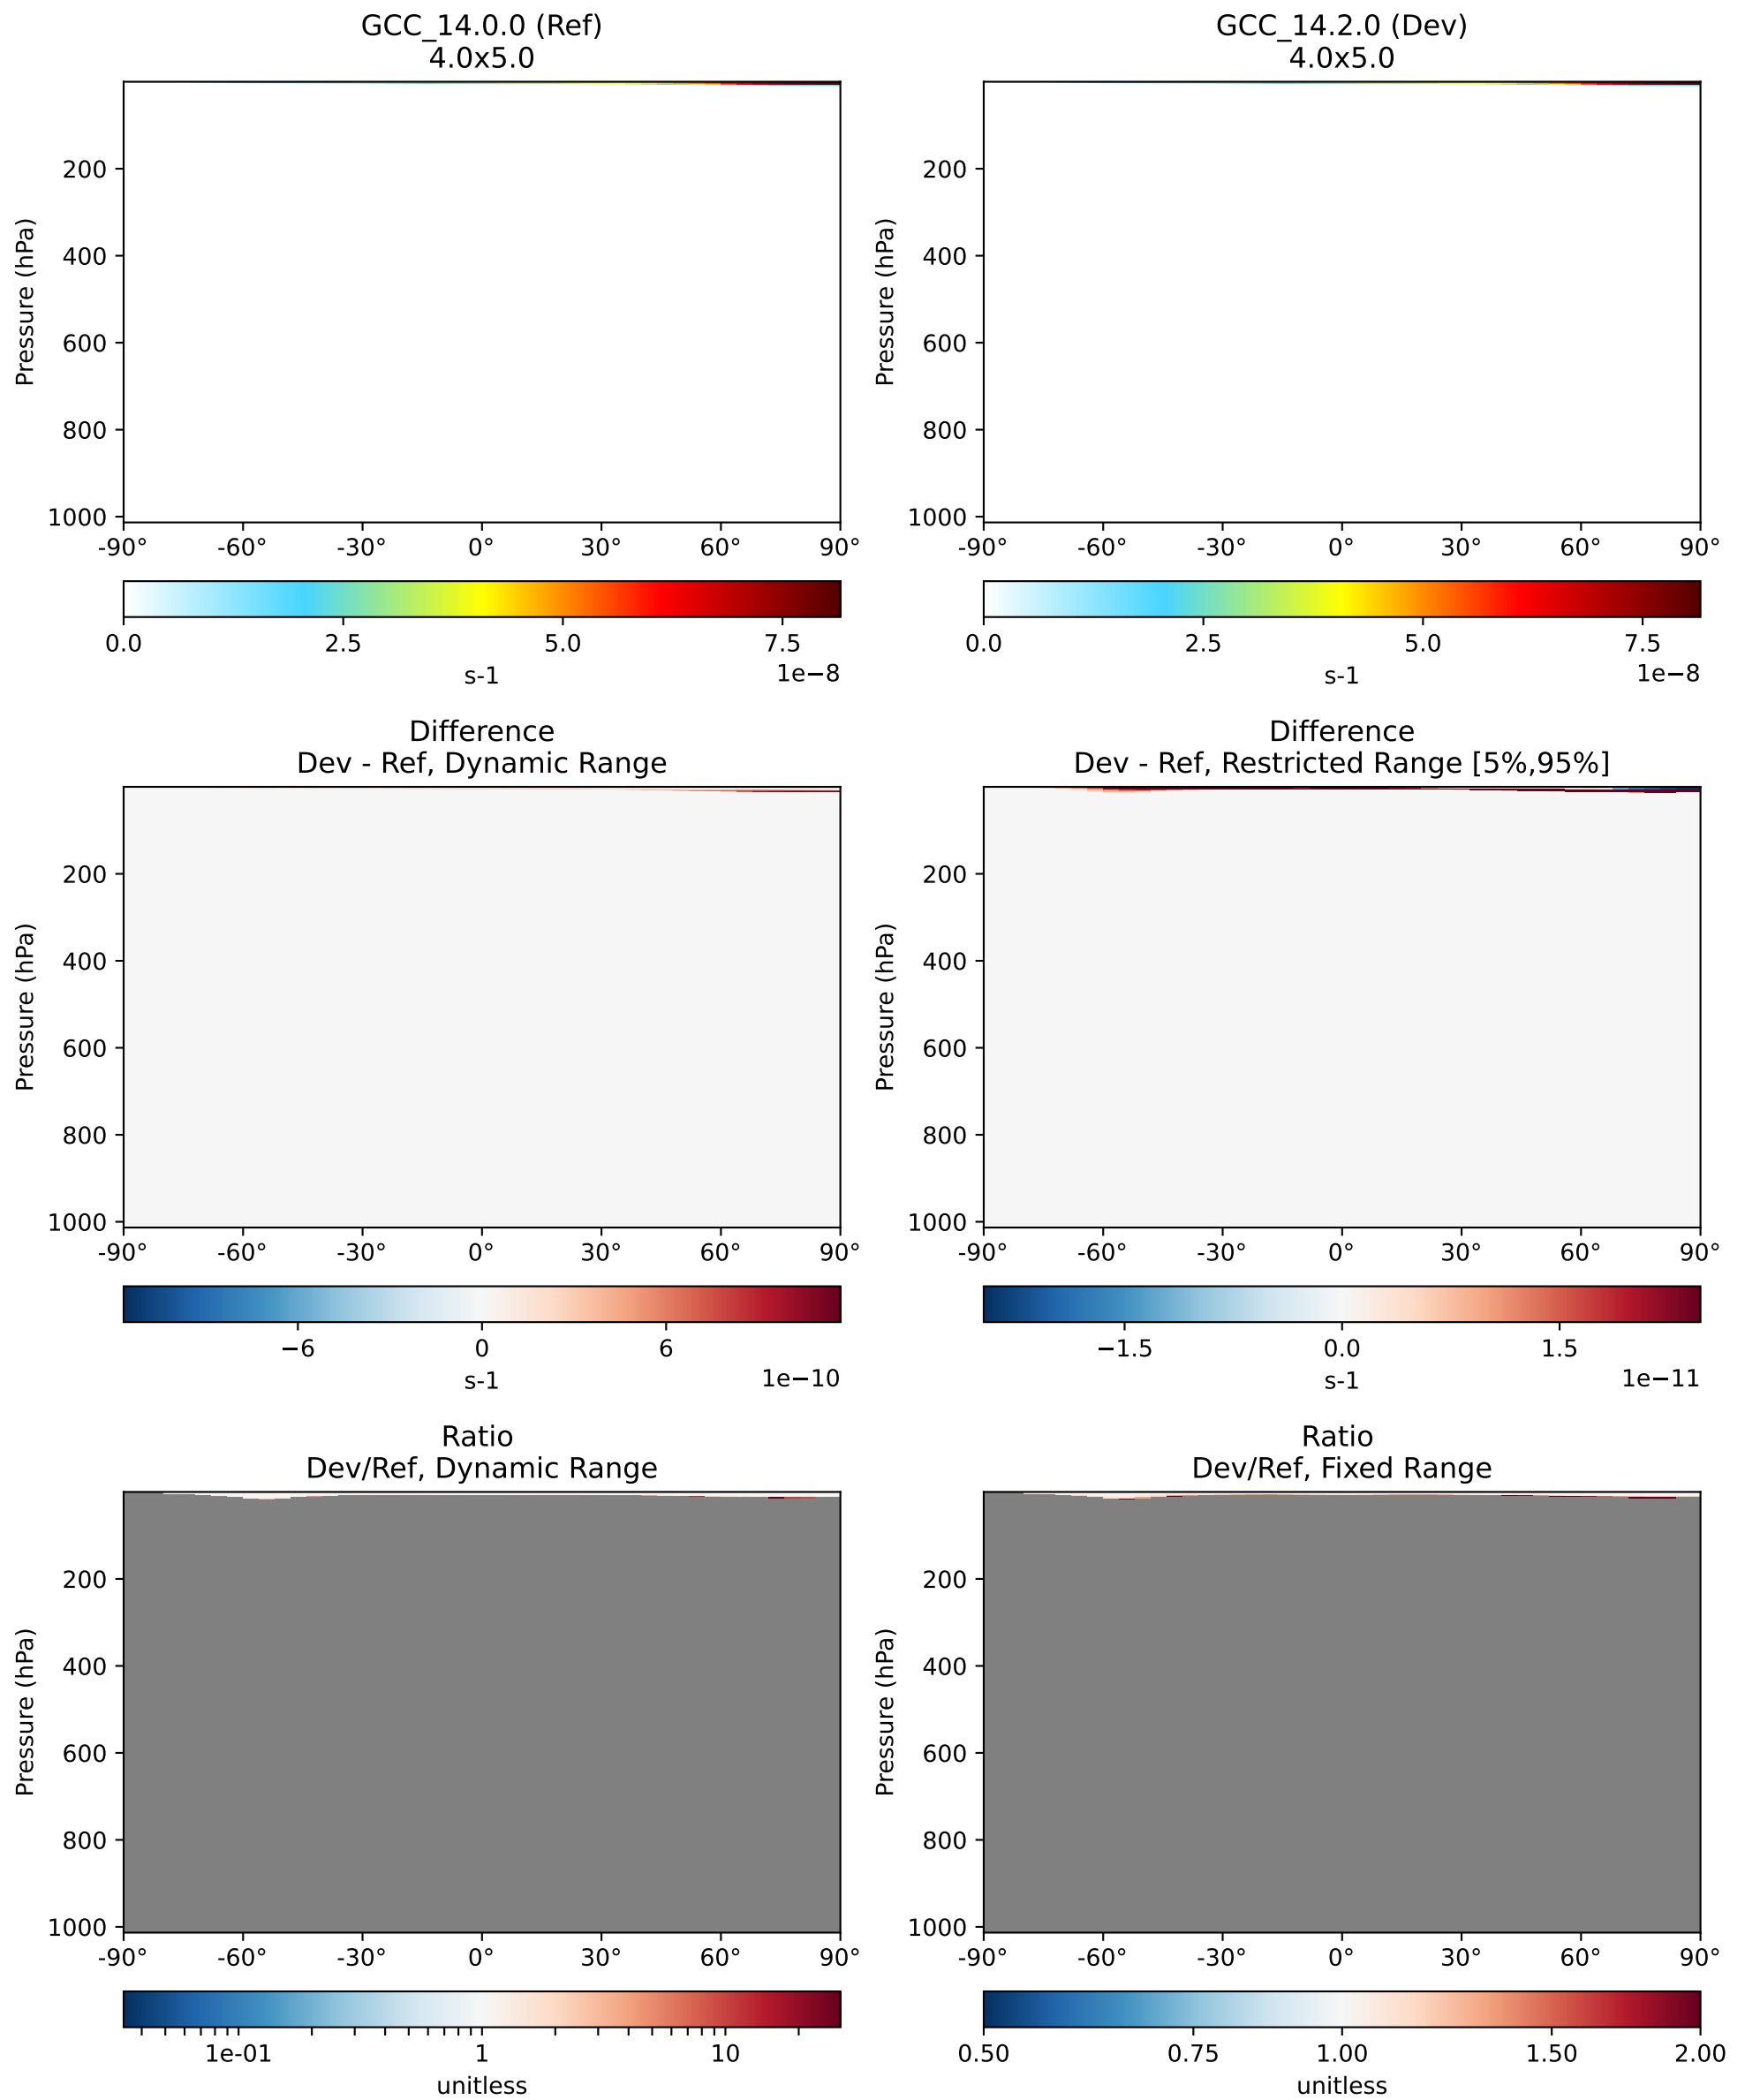 GCC_14.0.0 (Ref)
4.0x5.0
Pressure (hPa)
200
400
600
800
1000
-90° -60° -30° 0° 30° 60° 90°
0.0 2.5 5.0 7.5
s-1
1e−8
GCC_14.2.0 (Dev)
4.0x5.0
Pressure (hPa)
200
400
600
800
1000
-90° -60° -30° 0° 30° 60° 90°
0.0 2.5 5.0 7.5
s-1
1e−8
Difference
Dev - Ref, Dynamic Range
Pressure (hPa)
200
400
600
800
1000
-90° -60° -30° 0° 30° 60° 90°
−6 0 6
s-1
1e−10
Difference
Dev - Ref, Restricted Range [5%,95%]
Pressure (hPa)
200
400
600
800
1000
-90° -60° -30° 0° 30° 60° 90°
−1.5 0.0 1.5
s-1
1e−11
Ratio
Dev/Ref, Dynamic Range
Pressure (hPa)
200
400
600
800
1000
-90° -60° -30° 0° 30° 60° 90°
1e-01 1 10
unitless
Ratio
Dev/Ref, Fixed Range
Pressure (hPa)
200
400
600
800
1000
-90° -60° -30° 0° 30° 60° 90°
0.50 0.75 1.00 1.50 2.00
unitless